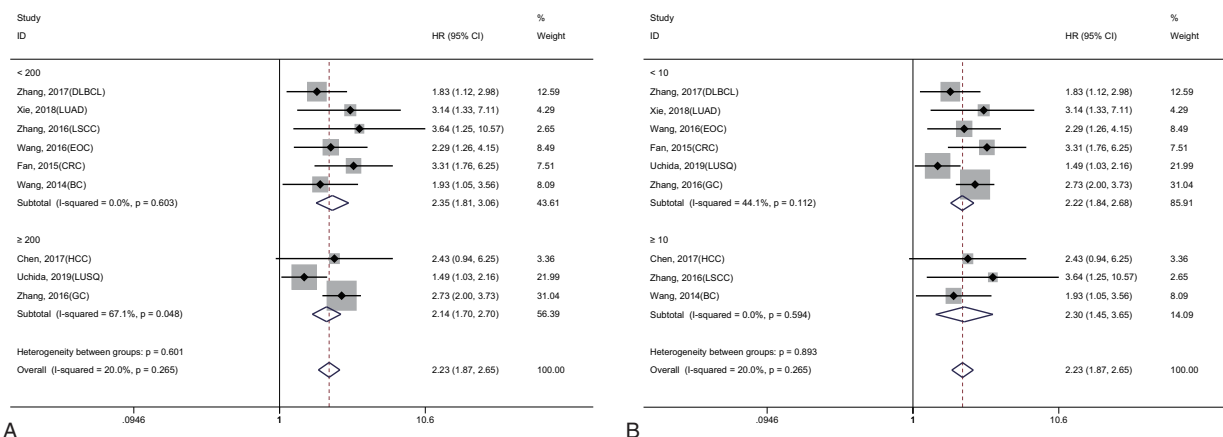 Study %
ID HR (95% CI) Weight
< 200
Zhang, 2017(DLBCL) 1.83 (1.12, 2.98) 12.59
Xie, 2018(LUAD) 3.14 (1.33, 7.11) 4.29
Zhang, 2016(LSCC) 3.64 (1.25, 10.57) 2.65
Wang, 2016(EOC) 2.29 (1.26, 4.15) 8.49
Fan, 2015(CRC) 3.31 (1.76, 6.25) 7.51
Wang, 2014(BC) 1.93 (1.05, 3.56) 8.09
Subtotal (I-squared = 0.0%, p = 0.603) 2.35 (1.81, 3.06) 43.61
≥ 200
Chen, 2017(HCC) 2.43 (0.94, 6.25) 3.36
Uchida, 2019(LUSQ) 1.49 (1.03, 2.16) 21.99
Zhang, 2016(GC) 2.73 (2.00, 3.73) 31.04
Subtotal (I-squared = 67.1%, p = 0.048) 2.14 (1.70, 2.70) 56.39
Heterogeneity between groups: p = 0.601
Overall (I-squared = 20.0%, p = 0.265) 2.23 (1.87, 2.65) 100.00
.0946 1 10.6
A
Study %
ID HR (95% CI) Weight
< 10
Zhang, 2017(DLBCL) 1.83 (1.12, 2.98) 12.59
Xie, 2018(LUAD) 3.14 (1.33, 7.11) 4.29
Wang, 2016(EOC) 2.29 (1.26, 4.15) 8.49
Fan, 2015(CRC) 3.31 (1.76, 6.25) 7.51
Uchida, 2019(LUSQ) 1.49 (1.03, 2.16) 21.99
Zhang, 2016(GC) 2.73 (2.00, 3.73) 31.04
Subtotal (I-squared = 44.1%, p = 0.112) 2.22 (1.84, 2.68) 85.91
≥ 10
Chen, 2017(HCC) 2.43 (0.94, 6.25) 3.36
Zhang, 2016(LSCC) 3.64 (1.25, 10.57) 2.65
Wang, 2014(BC) 1.93 (1.05, 3.56) 8.09
Subtotal (I-squared = 0.0%, p = 0.594) 2.30 (1.45, 3.65) 14.09
Heterogeneity between groups: p = 0.893
Overall (I-squared = 20.0%, p = 0.265) 2.23 (1.87, 2.65) 100.00
.0946 1 10.6
B